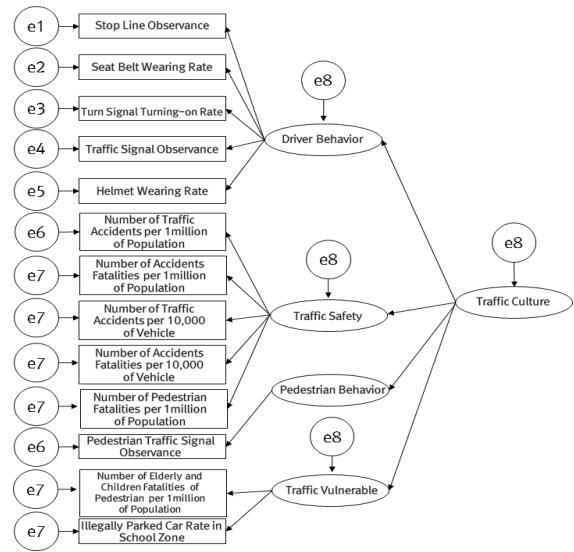 e1
Stop Line Observance
e2
Seat Belt Wearing Rate
e3
Turn Signal Turning-on Rate
e4
Traffic Signal Observance
e5
Helmet Wearing Rate
e6
Number of Traffic
Accidents per 1million
of Population
e7
Number of Accidents
Fatalities per 1million
of Population
e7
Number of Traffic
Accidents per 10,000
of Vehicle
e7
Number of Accidents
Fatalities per 10,000
of Vehicle
e7
Number of Pedestrian
Fatalities per 1million
of Population
e6
Pedestrian Traffic Signal
Observance
e7
Number of Elderly and
Children Fatalities of
Pedestrian per 1million
of Population
e7
Illegally Parked Car Rate in
School Zone
e8
Driver Behavior
e8
Traffic Safety
Pedestrian Behavior
e8
Traffic Vulnerable
e8
Traffic Culture